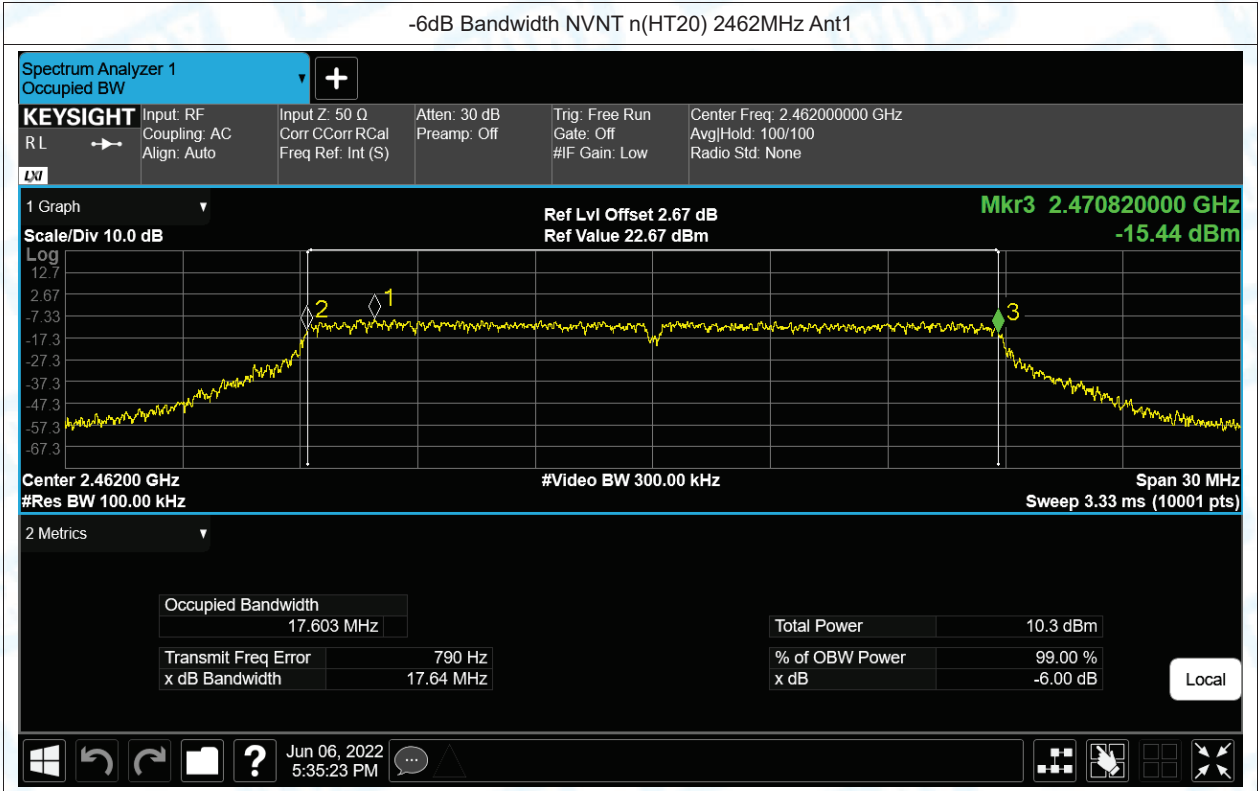 -6dB Bandwidth NVNT n(HT20) 2462MHz Ant1
Spectrum Analyzer 1
Occupied BW
▼
+
KEYSIGHT
R L
LXI
Input: RF
Coupling: AC
Align: Auto
Input Z: 50 Ω
Corr CCorr RCal
Freq Ref: Int (S)
Atten: 30 dB
Preamp: Off
Trig: Free Run
Gate: Off
#IF Gain: Low
Center Freq: 2.462000000 GHz
Avg|Hold: 100/100
Radio Std: None
1 Graph ▼
Scale/Div 10.0 dB
Ref Lvl Offset 2.67 dB
Ref Value 22.67 dBm
Mkr3 2.470820000 GHz
-15.44 dBm
Log
12.7
2.67
-7.33
-17.3
-27.3
-37.3
-47.3
-57.3
-67.3
2
1
3
Center 2.46200 GHz
#Res BW 100.00 kHz
#Video BW 300.00 kHz
Span 30 MHz
Sweep 3.33 ms (10001 pts)
2 Metrics ▼
Occupied Bandwidth
17.603 MHz
Transmit Freq Error 790 Hz
x dB Bandwidth 17.64 MHz
Total Power 10.3 dBm
% of OBW Power 99.00 %
x dB -6.00 dB
Local
?
Jun 06, 2022
5:35:23 PM